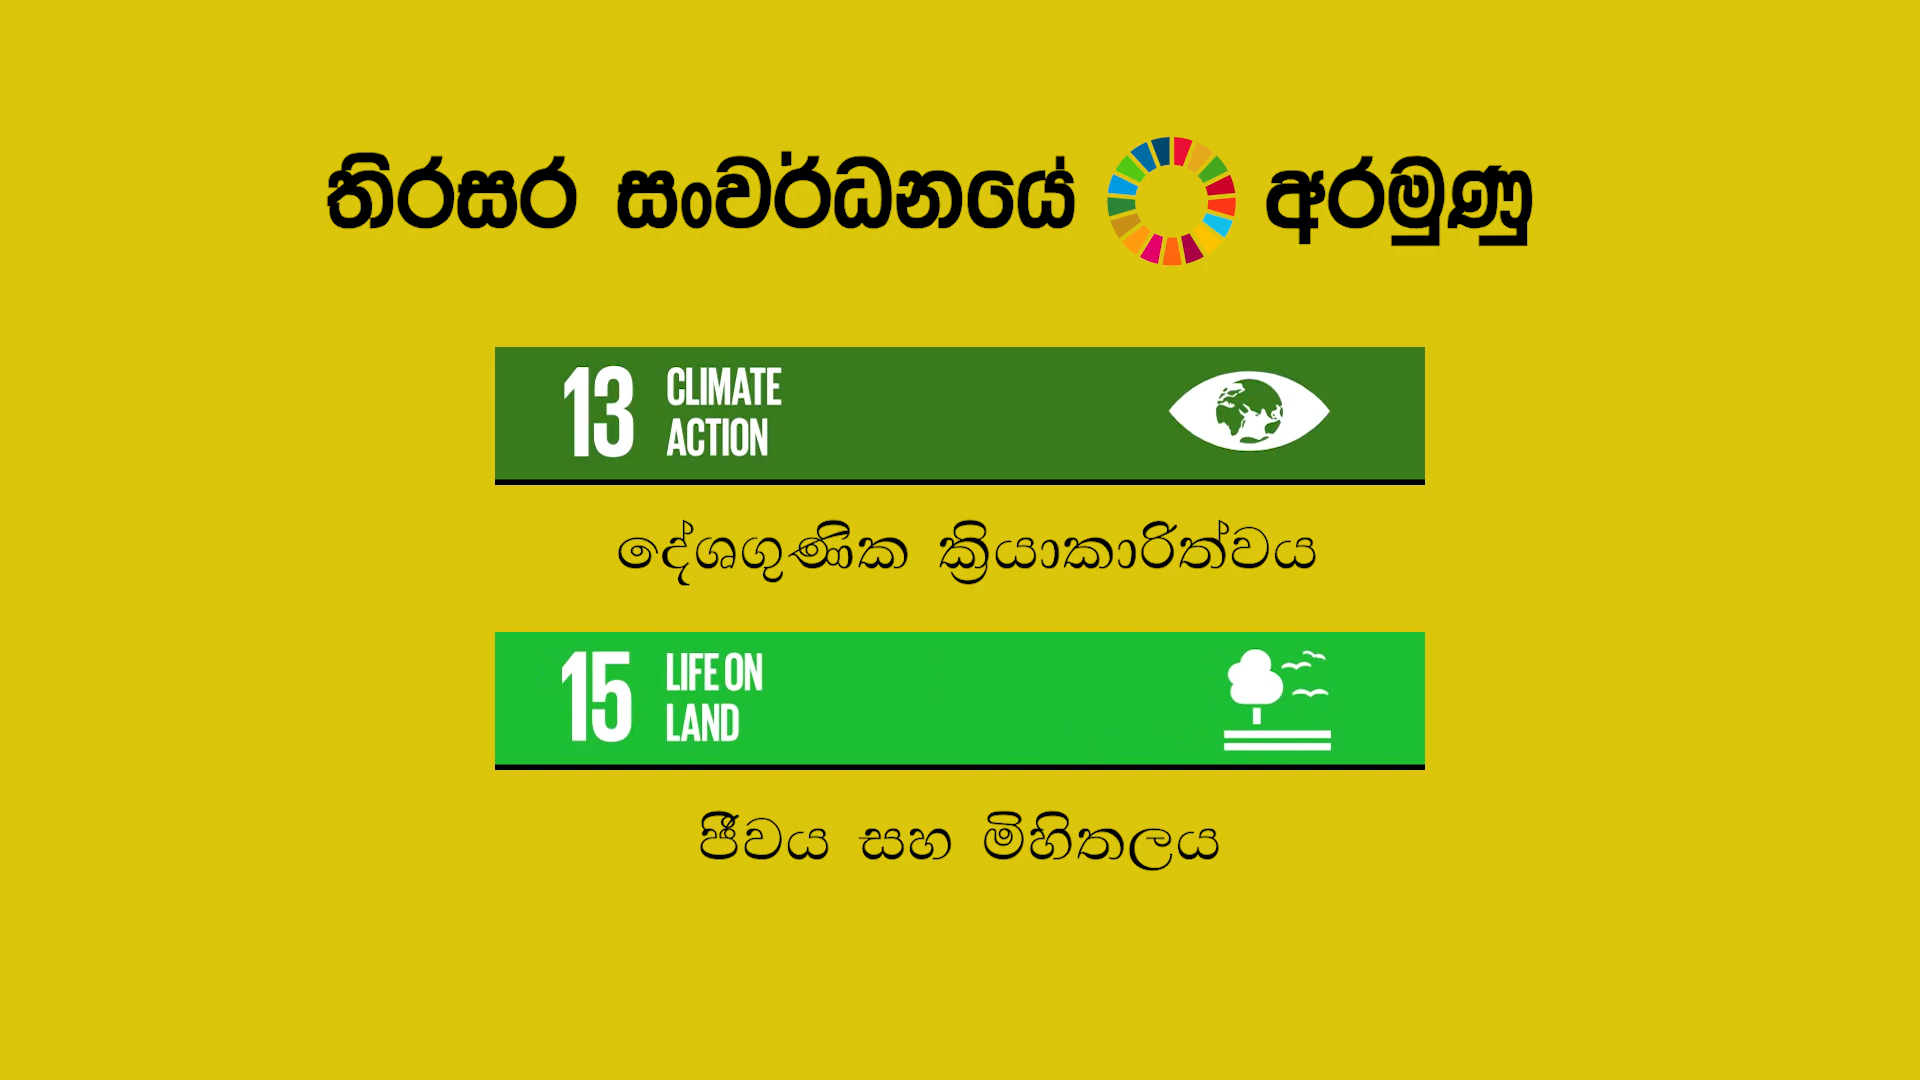 තිරසර සංවර්ධනයේ අරමුණු
13 CLIMATE
ACTION
දේශගුණික ක්‍රියාකාරිත්වය
15 LIFE ON
LAND
ජීවය සහ මිහිතලය